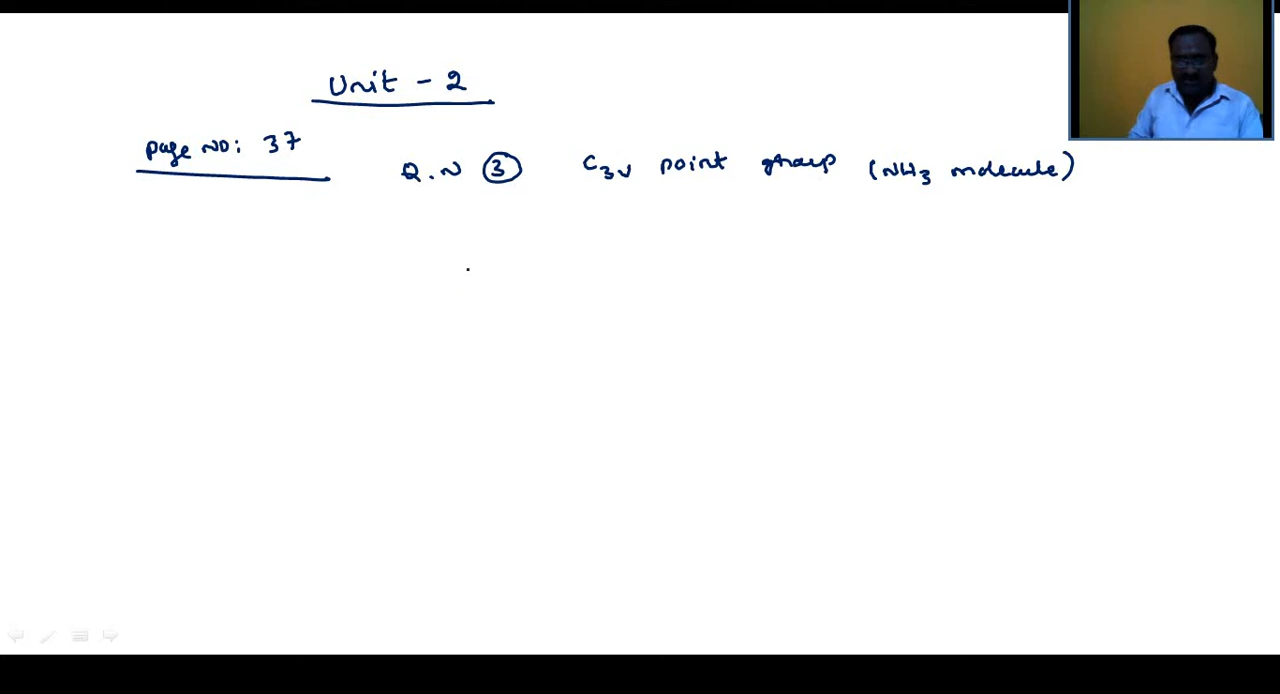 Unit - 2
Page No: 37
Q.N 3 C3v point group (NH3 molecule)